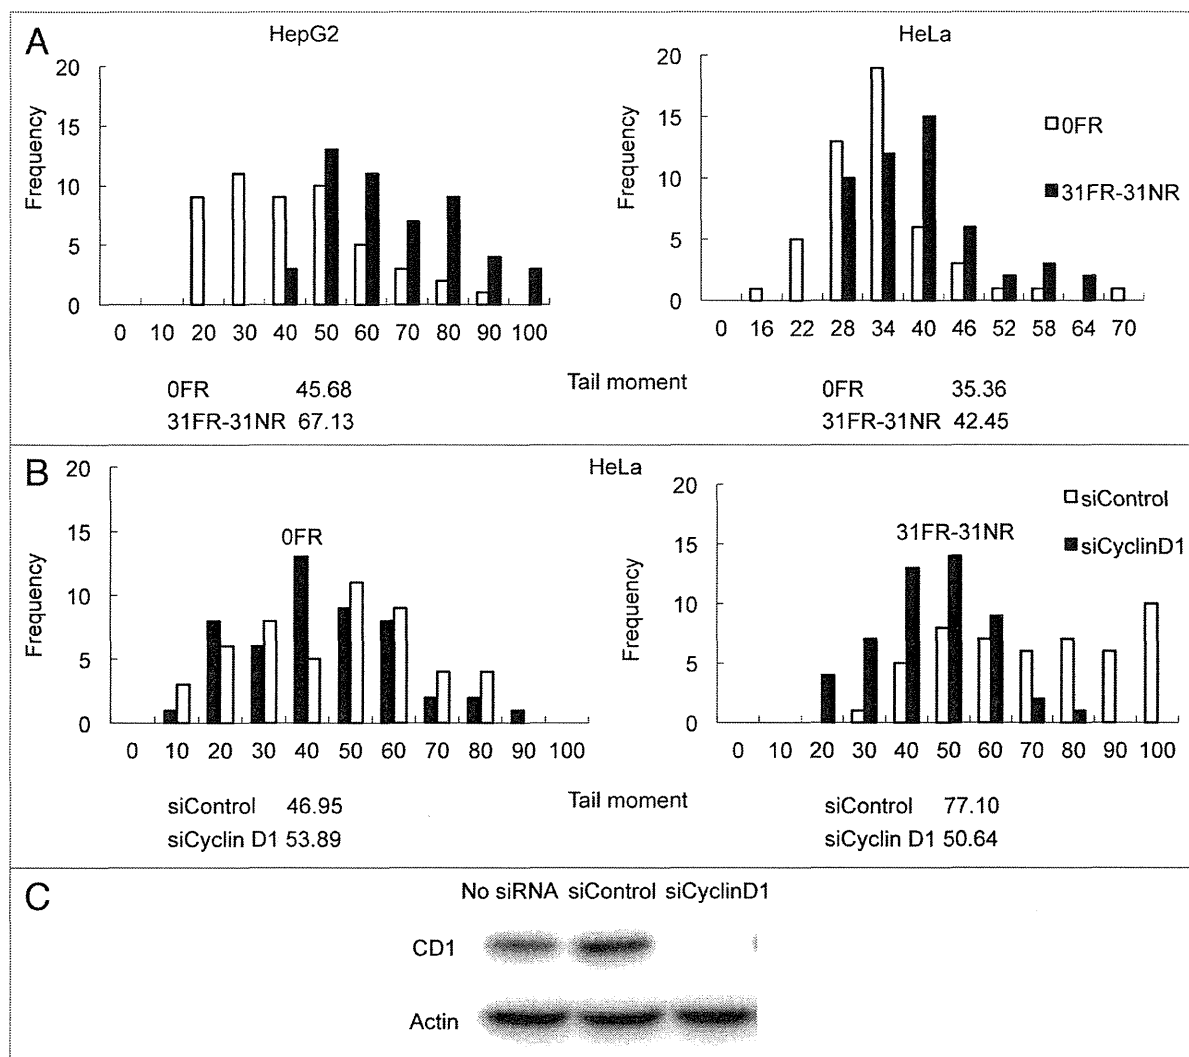 A
HepG2
HeLa
20
15
10
5
0
Frequency
0 20 30 40 50 60 70 80 90 100
20
15
10
5
0
Frequency
0 16 22 28 34 40 46 52 58 64 70
0FR
31FR-31NR
Tail moment
0FR 45.68
31FR-31NR 67.13
0FR 35.36
31FR-31NR 42.45
B
HeLa
20
15
10
5
0
Frequency
0FR
0 10 20 30 40 50 60 70 80 90 100
20
15
10
5
0
Frequency
31FR-31NR
siControl
siCyclinD1
0 10 20 30 40 50 60 70 80 90 100
Tail moment
siControl 46.95
siCyclin D1 53.89
siControl 77.10
siCyclin D1 50.64
C
No siRNA siControl siCyclinD1
CD1
Actin